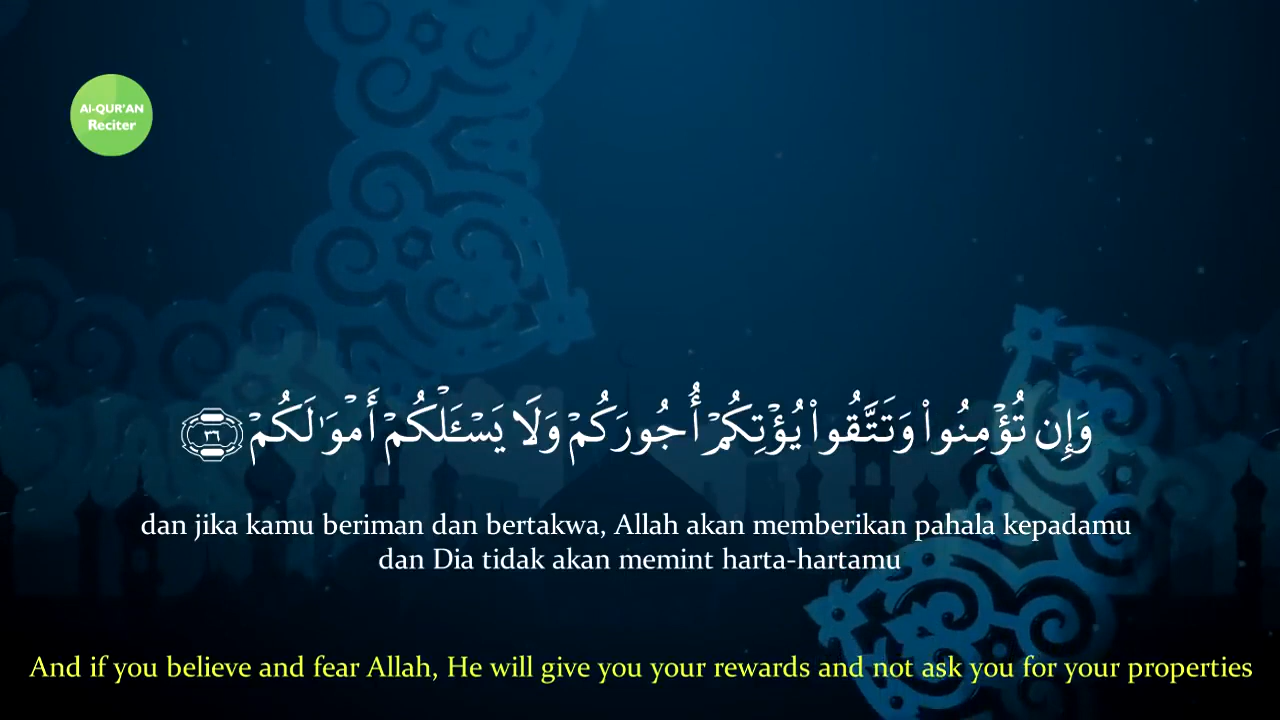 Al-QUR'AN
Reciter
وَإِن تُؤْمِنُوا۟ وَتَتَّقُوا۟ يُؤْتِكُمْ أُجُورَكُمْ وَلَا يَسْـَٔلْكُمْ أَمْوَٰلَكُمْ ٣٦
dan jika kamu beriman dan bertakwa, Allah akan memberikan pahala kepadamu
dan Dia tidak akan memint harta-hartamu
And if you believe and fear Allah, He will give you your rewards and not ask you for your properties